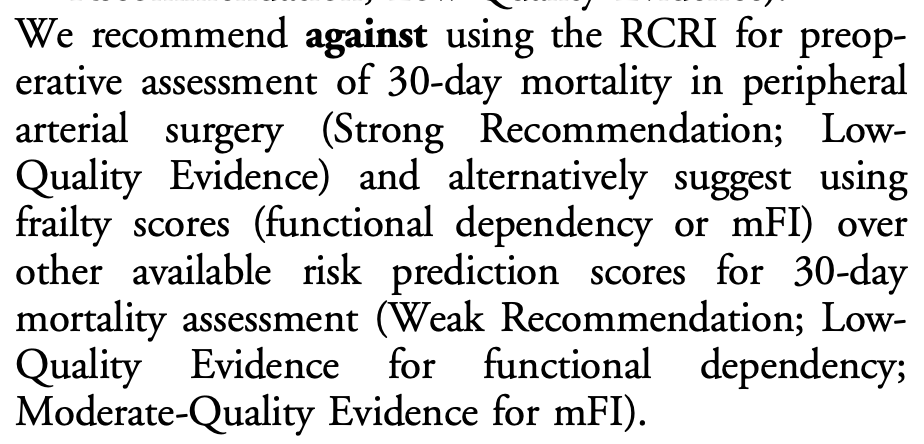 We recommend against using the RCRI for preop-
erative assessment of 30-day mortality in peripheral
arterial surgery (Strong Recommendation; Low-
Quality Evidence) and alternatively suggest using
frailty scores (functional dependency or mFI) over
other available risk prediction scores for 30-day
mortality assessment (Weak Recommendation; Low-
Quality Evidence for functional dependency;
Moderate-Quality Evidence for mFI).